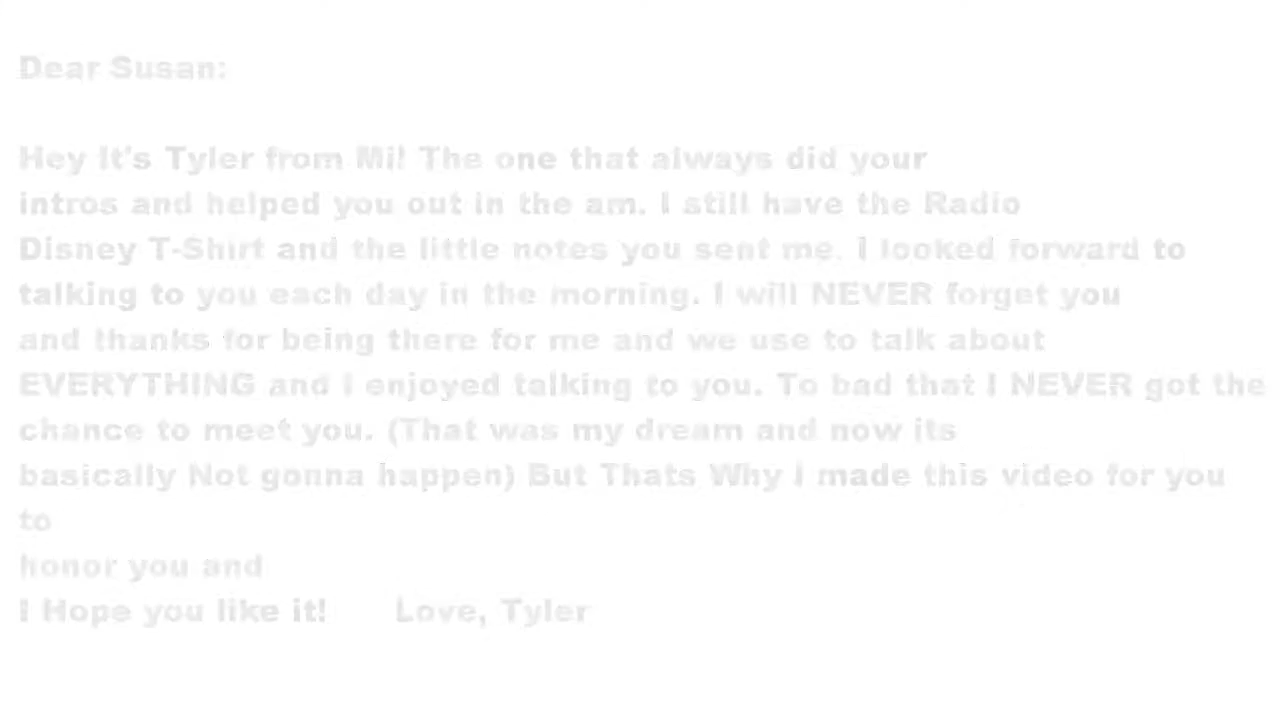 Dear Susan:
Hey It's Tyler from Mi! The one that always did your
intros and helped you out in the am. I still have the Radio
Disney T-Shirt and the little notes you sent me. I looked forward to
talking to you each day in the morning. I will NEVER forget you
and thanks for being there for me and we use to talk about
EVERYTHING and I enjoyed talking to you. To bad that I NEVER got the
chance to meet you. (That was my dream and now its
basically Not gonna happen) But Thats Why I made this video for you
to
honor you and
I Hope you like it! Love, Tyler